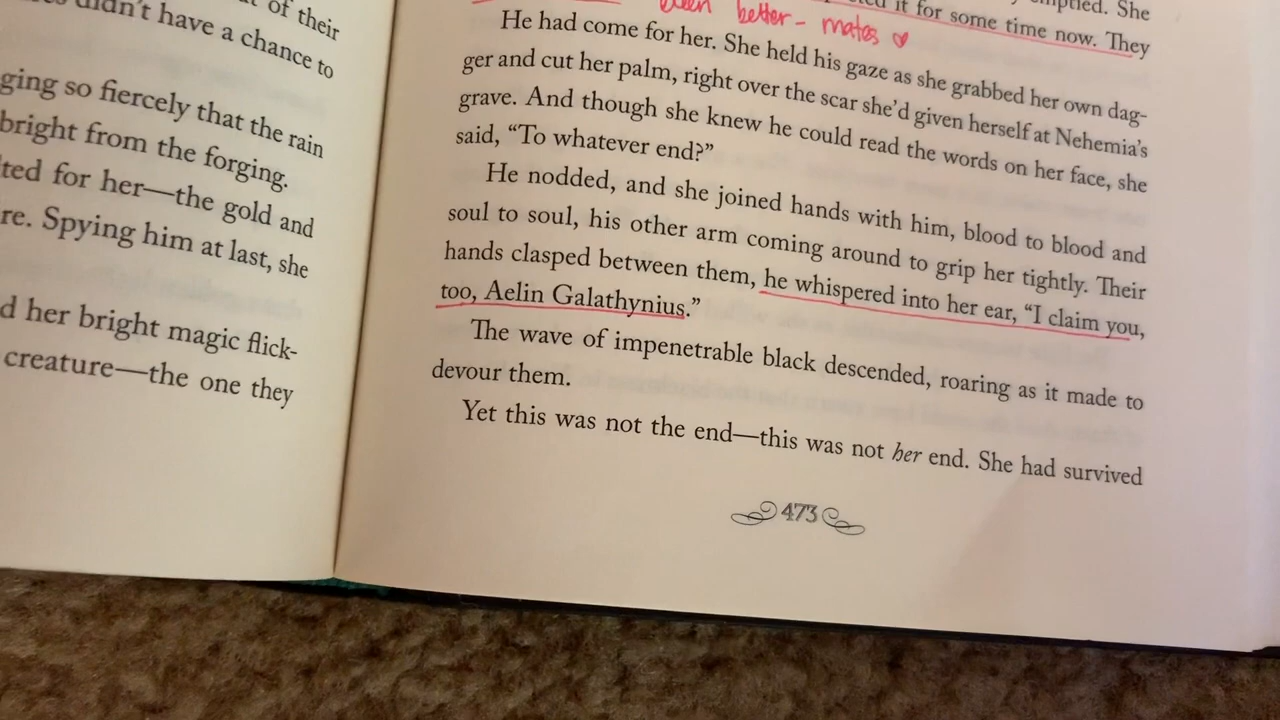 of their
didn't have a chance to
ging so fiercely that the rain
bright from the forging.
ted for her—the gold and
re. Spying him at last, she
d her bright magic flick-
creature—the one they
emptied. She
it for some time now. They
been better - mates ♡
He had come for her. She held his gaze as she grabbed her own dag-
ger and cut her palm, right over the scar she'd given herself at Nehemia's
grave. And though she knew he could read the words on her face, she
said, "To whatever end?"
He nodded, and she joined hands with him, blood to blood and
soul to soul, his other arm coming around to grip her tightly. Their
hands clasped between them, he whispered into her ear, "I claim you,
too, Aelin Galathynius."
The wave of impenetrable black descended, roaring as it made to
devour them.
Yet this was not the end—this was not her end. She had survived
473